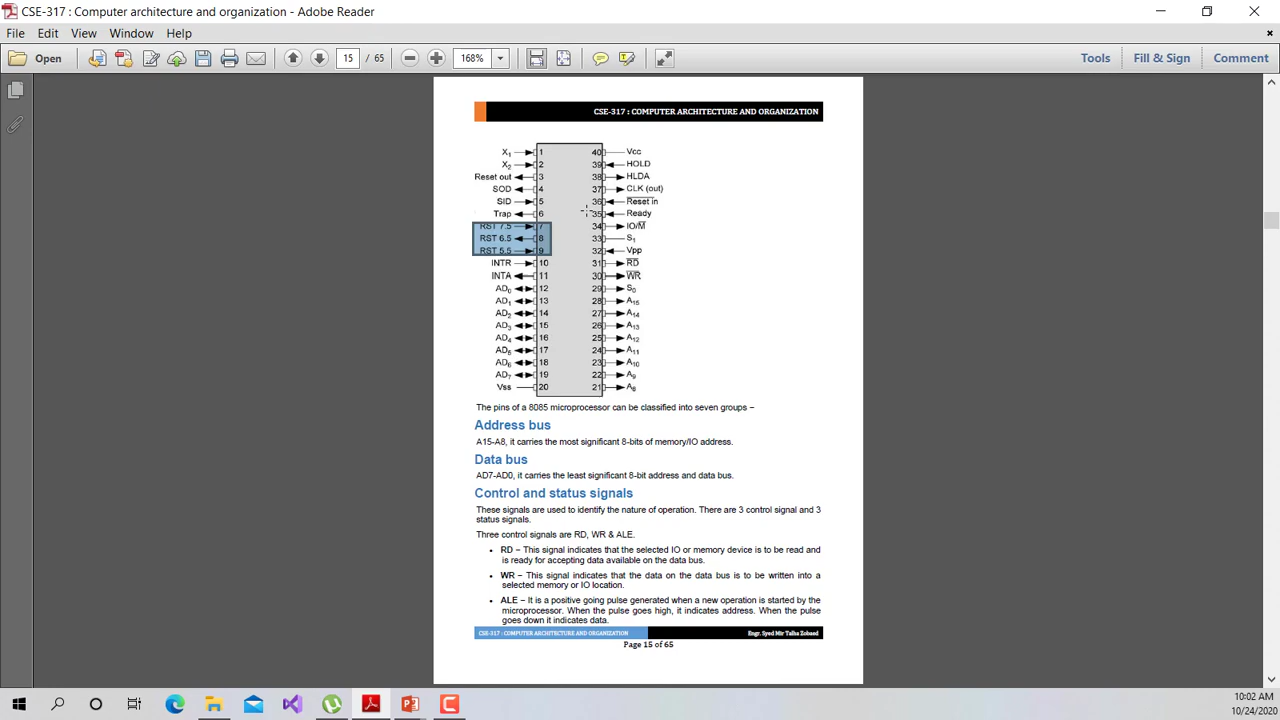 CSE-317 : Computer architecture and organization - Adobe Reader
File Edit View Window Help
Open 15 / 65 168% Tools Fill & Sign Comment
CSE-317 : COMPUTER ARCHITECTURE AND ORGANIZATION
X1 1 40 Vcc
X2 2 39 HOLD
Reset out 3 38 HLDA
SOD 4 37 CLK (out)
SID 5 36 Reset in
Trap 6 35 Ready
RST 7.5 7 34 IO/M
RST 6.5 8 33 S1
RST 5.5 9 32 Vpp
INTR 10 31 RD
INTA 11 30 WR
AD0 12 29 S0
AD1 13 28 A15
AD2 14 27 A14
AD3 15 26 A13
AD4 16 25 A12
AD5 17 24 A11
AD6 18 23 A10
AD7 19 22 A9
Vss 20 21 A8
The pins of a 8085 microprocessor can be classified into seven groups –
Address bus
A15-A8, it carries the most significant 8-bits of memory/IO address.
Data bus
AD7-AD0, it carries the least significant 8-bit address and data bus.
Control and status signals
These signals are used to identify the nature of operation. There are 3 control signal and 3
status signals.
Three control signals are RD, WR & ALE.
• RD – This signal indicates that the selected IO or memory device is to be read and
is ready for accepting data available on the data bus.
• WR – This signal indicates that the data on the data bus is to be written into a
selected memory or IO location.
• ALE – It is a positive going pulse generated when a new operation is started by the
microprocessor. When the pulse goes high, it indicates address. When the pulse
goes down it indicates data.
CSE-317 : COMPUTER ARCHITECTURE AND ORGANIZATION Engr. Syed Mir Talha Zobaed
Page 15 of 65
10:02 AM
10/24/2020